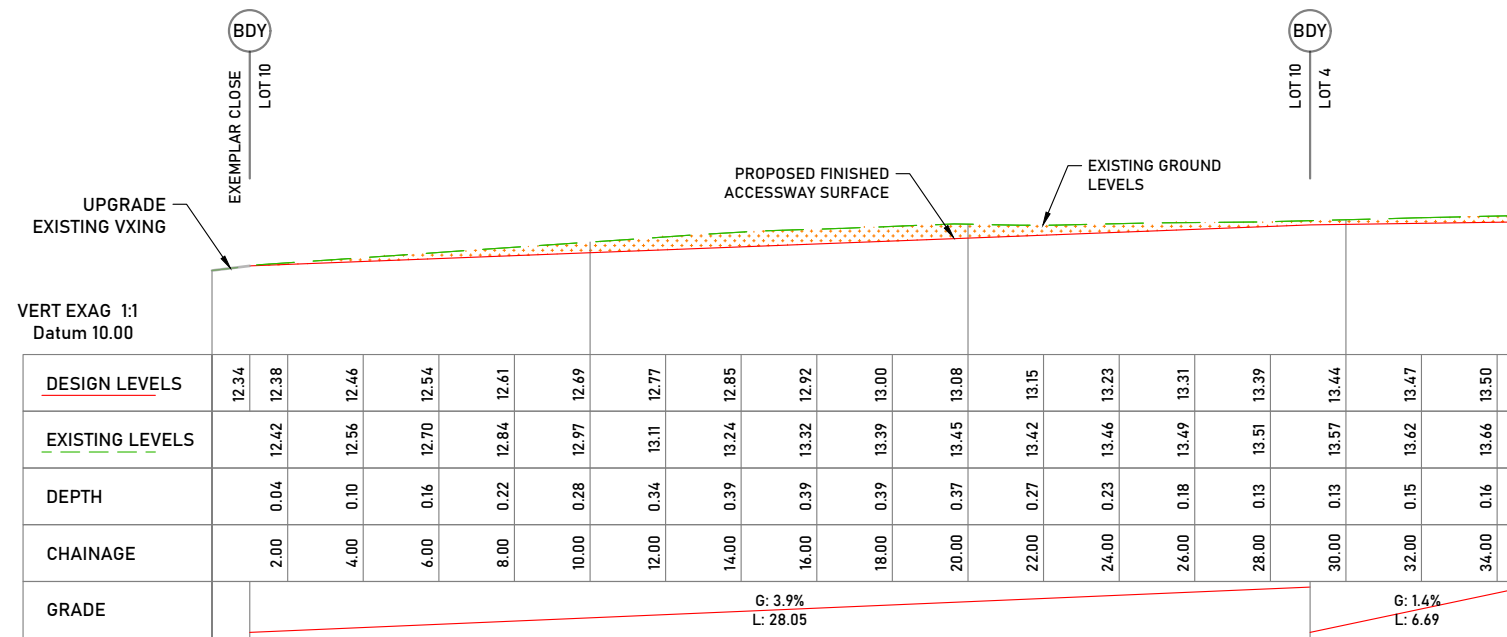 BDY
EXEMPLAR CLOSE
LOT 10
BDY
LOT 10
LOT 4
UPGRADE
EXISTING VXING
PROPOSED FINISHED
ACCESSWAY SURFACE
EXISTING GROUND
LEVELS
VERT EXAG 1:1
Datum 10.00
DESIGN LEVELS 12.34 12.38 12.46 12.54 12.61 12.69 12.77 12.85 12.92 13.00 13.08 13.15 13.23 13.31 13.39 13.44 13.47 13.50
EXISTING LEVELS 12.42 12.56 12.70 12.84 12.97 13.11 13.24 13.32 13.39 13.45 13.42 13.46 13.49 13.51 13.57 13.62 13.66
DEPTH 0.04 0.10 0.16 0.22 0.28 0.34 0.39 0.39 0.39 0.37 0.27 0.23 0.18 0.13 0.13 0.15 0.16
CHAINAGE 2.00 4.00 6.00 8.00 10.00 12.00 14.00 16.00 18.00 20.00 22.00 24.00 26.00 28.00 30.00 32.00 34.00
GRADE
G: 3.9%
L: 28.05
G: 1.4%
L: 6.69